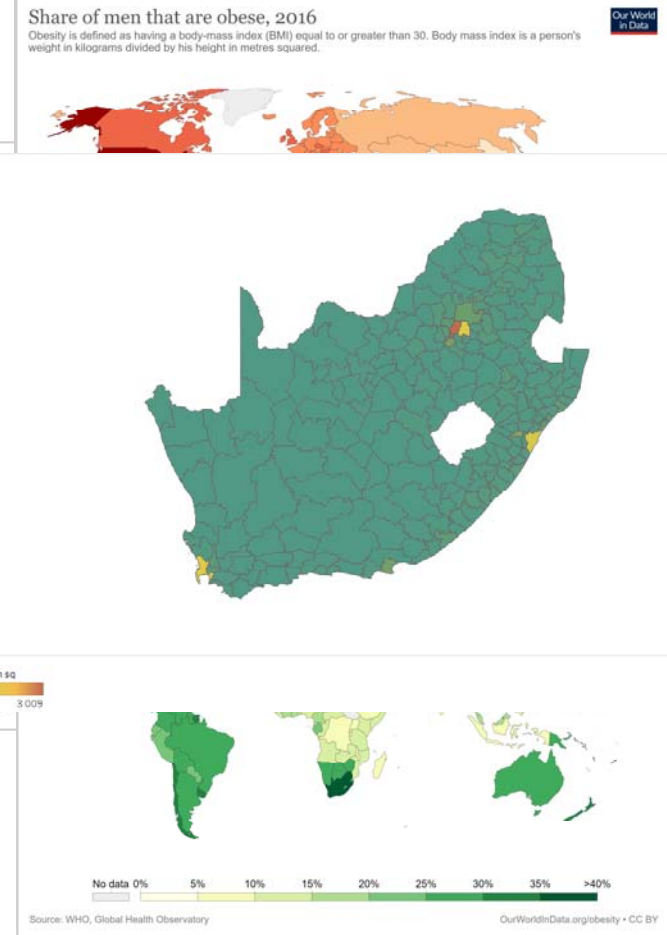 Share of men that are obese, 2016
Our World
in Data
Obesity is defined as having a body-mass index (BMI) equal to or greater than 30. Body mass index is a person's
weight in kilograms divided by his height in metres squared.
n sq
3 009
No data 0% 5% 10% 15% 20% 25% 30% 35% >40%
Source: WHO, Global Health Observatory
OurWorldInData.org/obesity • CC BY